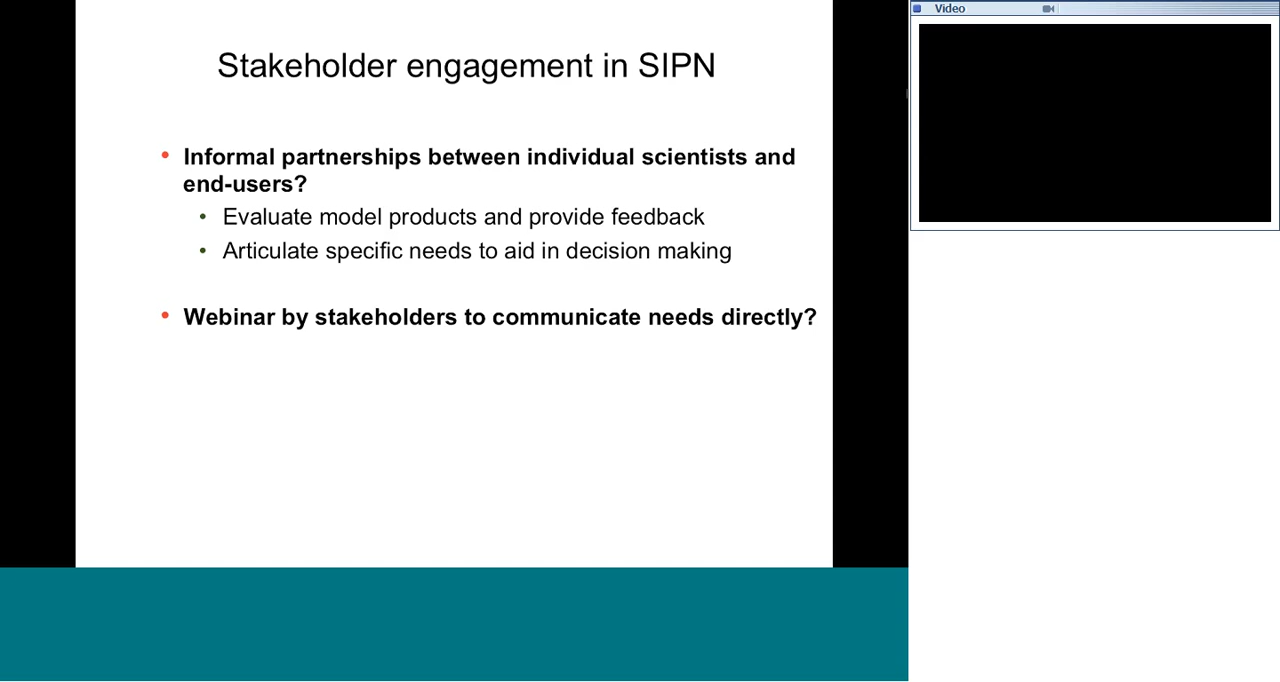 Stakeholder engagement in SIPN
• Informal partnerships between individual scientists and
end-users?
• Evaluate model products and provide feedback
• Articulate specific needs to aid in decision making
• Webinar by stakeholders to communicate needs directly?
Video